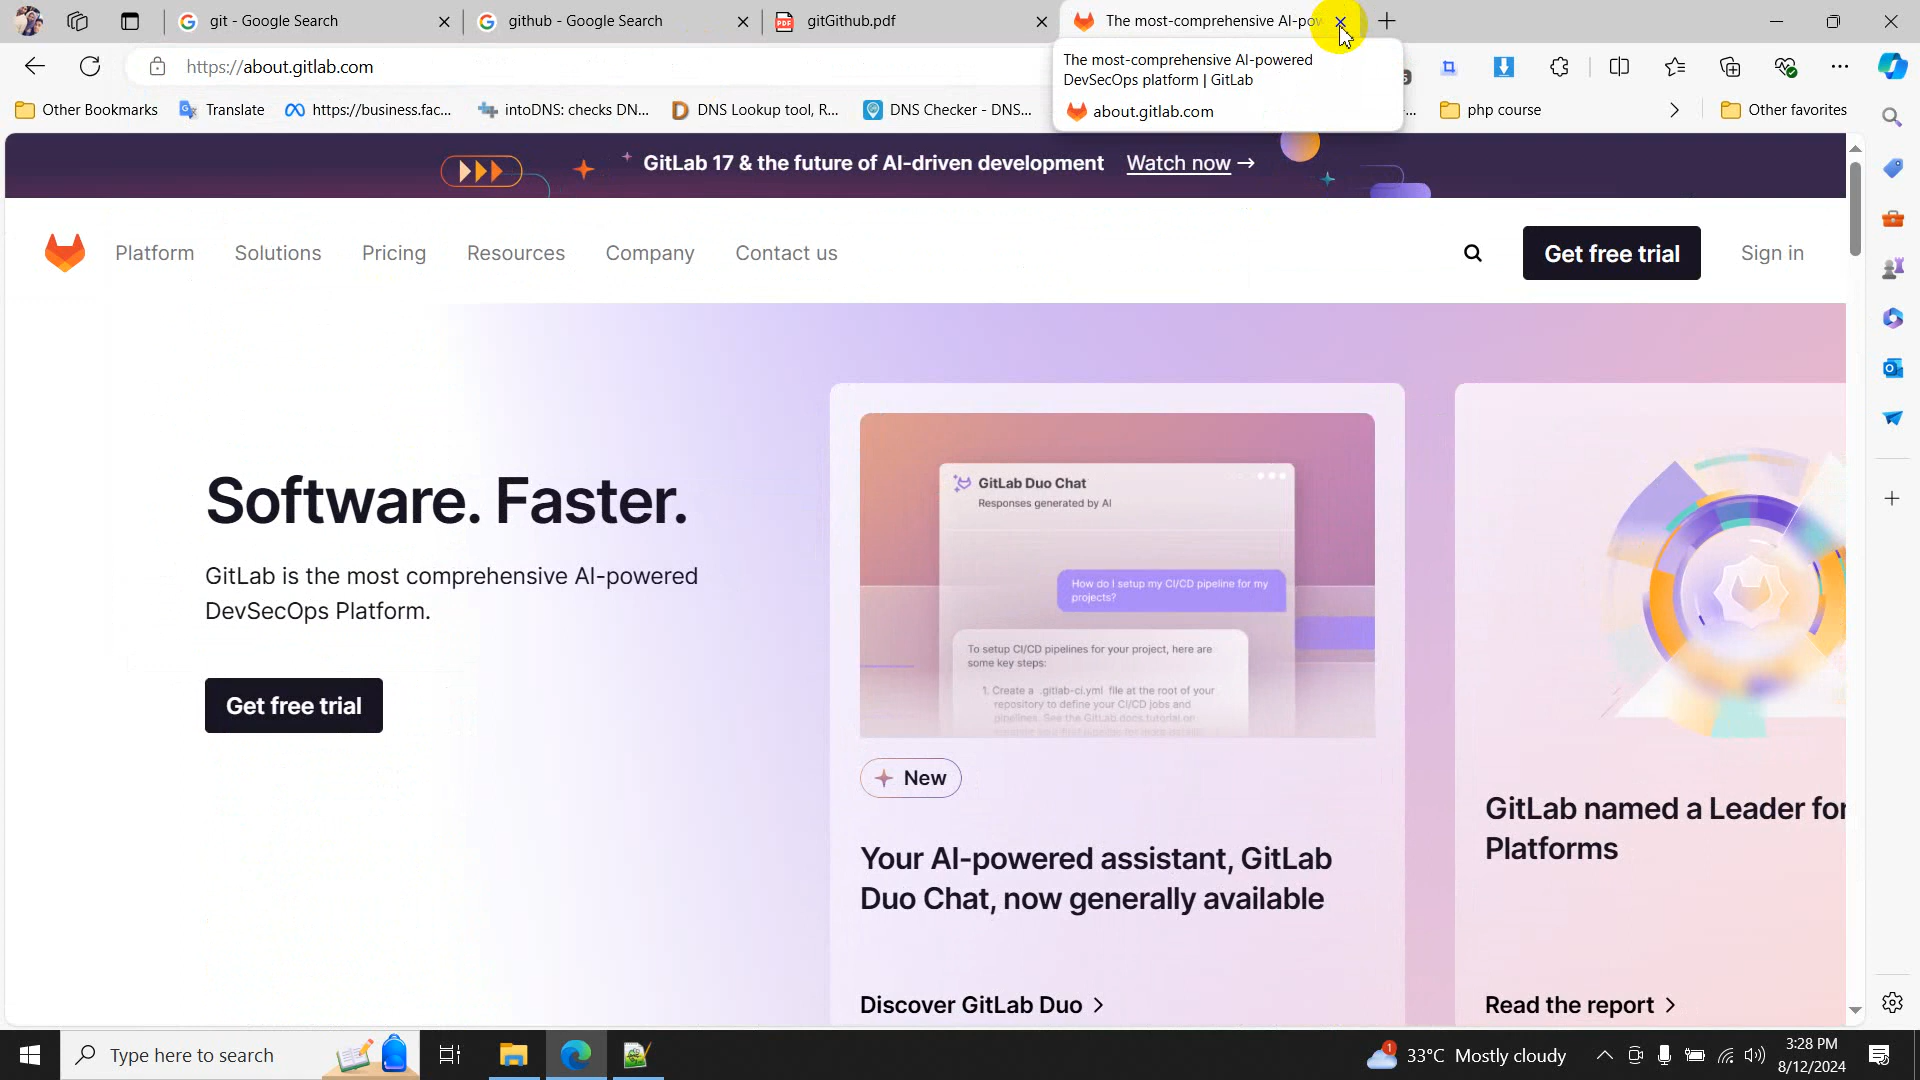 git - Google Search
github - Google Search
gitGithub.pdf
The most-comprehensive AI-pow
https://about.gitlab.com
The most-comprehensive AI-powered
DevSecOps platform | GitLab
about.gitlab.com
Other Bookmarks
Translate
https://business.fac...
intoDNS: checks DN...
DNS Lookup tool, R...
DNS Checker - DNS...
php course
Other favorites
GitLab 17 & the future of AI-driven development Watch now →
Platform
Solutions
Pricing
Resources
Company
Contact us
Get free trial
Sign in
Software. Faster.
GitLab is the most comprehensive AI-powered
DevSecOps Platform.
Get free trial
GitLab Duo Chat
Responses generated by AI
How do I setup my CI/CD pipeline for my
projects?
To setup CI/CD pipelines for your project, here are
some key steps:
1. Create a .gitlab-ci.yml file at the root of your
repository to define your CI/CD jobs and
pipelines. See the GitLab docs tutorial on
New
Your AI-powered assistant, GitLab
Duo Chat, now generally available
Discover GitLab Duo >
GitLab named a Leader for
Platforms
Read the report >
Type here to search
1
33°C Mostly cloudy
3:28 PM
8/12/2024